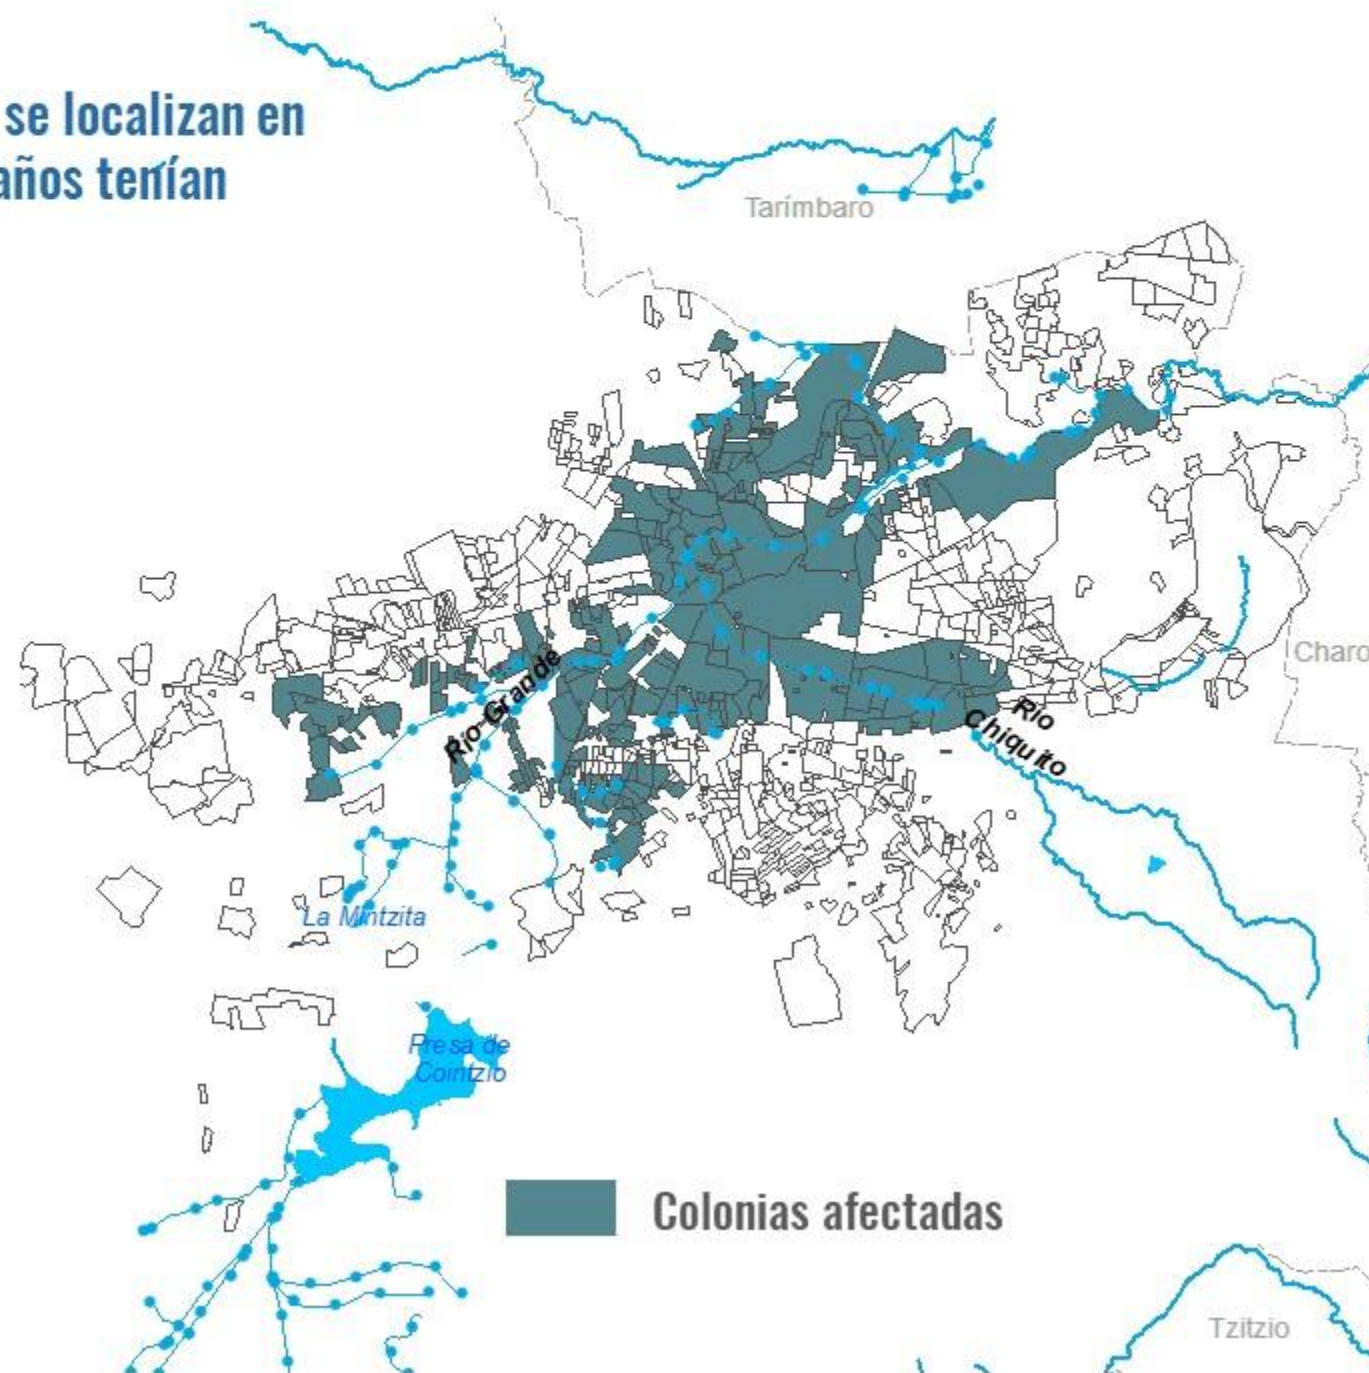 se localizan en
años tenían
Tarímbaro
Charo
Río Grande
Río
Chiquito
La Mintzita
Presa de
Cointzio
Colonias afectadas
Tzitzio